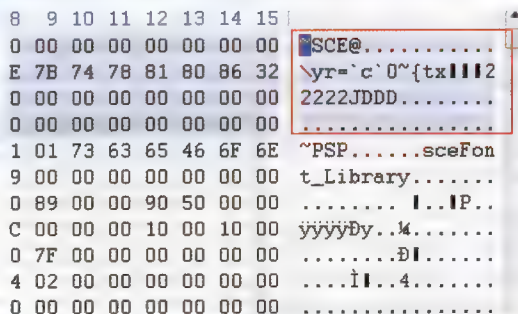 8 9 10 11 12 13 14 15
0 00 00 00 00 00 00 00 SCE@...........
E 7B 74 78 81 80 86 32 \yr=`c`0~{tx▮▮▮2
0 00 00 00 00 00 00 00 2222JDDD........
0 00 00 00 00 00 00 00 ................
1 01 73 63 65 46 6F 6E ~PSP......sceFon
9 00 00 00 00 00 00 00 t_Library.......
0 89 00 00 90 50 00 00 ........ ▮..▮P..
C 00 00 00 10 00 10 00 ÿÿÿÿÐy..¼.......
0 7F 00 00 00 00 00 00 ........Ð▮......
4 02 00 00 00 00 00 00 ....Ì▮..4.......
0 00 00 00 00 00 00 00 ................